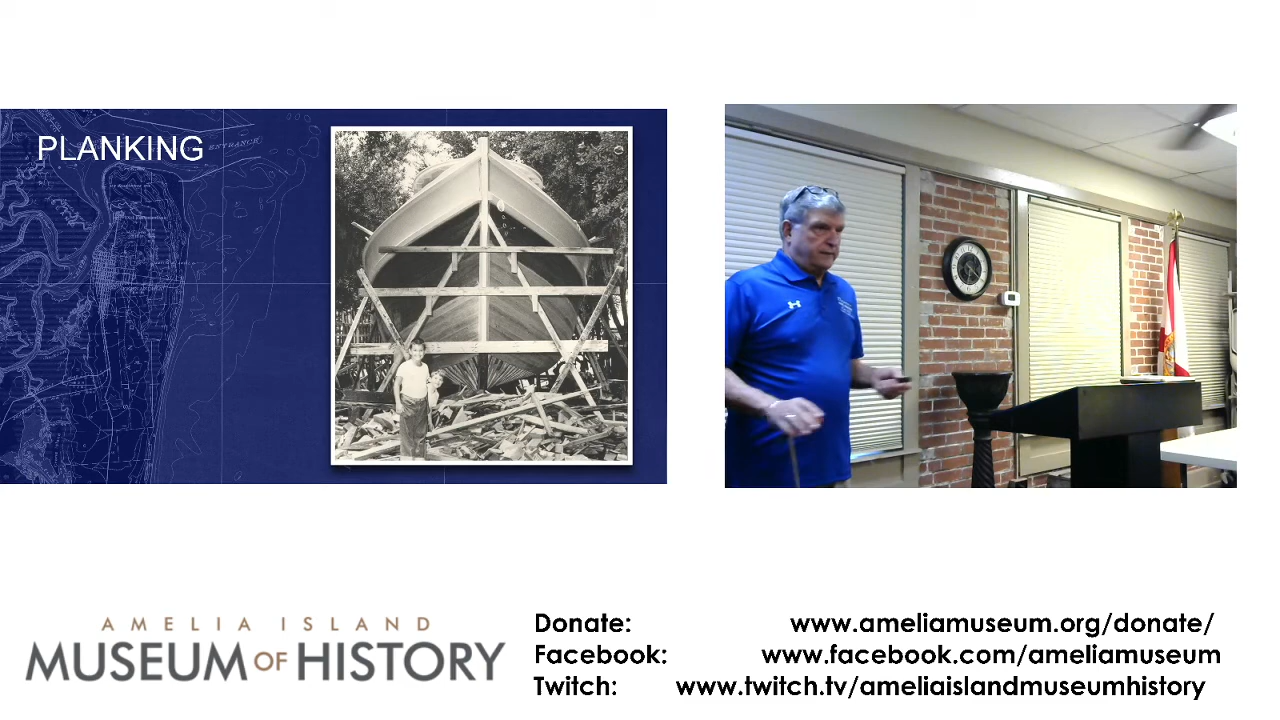 PLANKING
ENTRANCE
AMELIA ISLAND
MUSEUM OF HISTORY
Donate: www.ameliamuseum.org/donate/
Facebook: www.facebook.com/ameliamuseum
Twitch: www.twitch.tv/ameliaislandmuseumhistory